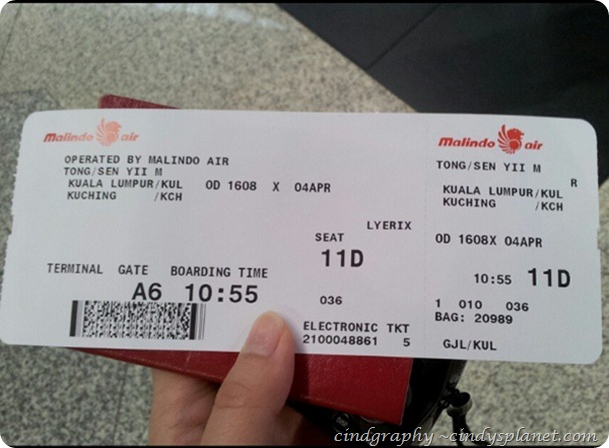 Malindo air
OPERATED BY MALINDO AIR
TONG/SEN YII M
KUALA LUMPUR/KUL OD 1608 X 04APR
KUCHING /KCH
LYERIX
SEAT
11D
TERMINAL GATE BOARDING TIME
A6 10:55
036
ELECTRONIC TKT
2100048861 5
Malindo air
TONG/SEN YII M
R
KUALA LUMPUR/KUL
KUCHING /KCH
OD 1608X 04APR
10:55 11D
1 010 036
BAG: 20989
GJL/KUL
cindgraphy ~cindysplanet.com